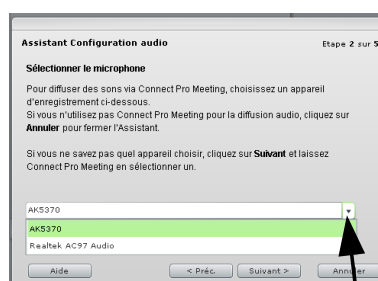 Assistant Configuration audio
Etape 2 sur 5
Sélectionner le microphone
Pour diffuser des sons via Connect Pro Meeting, choisissez un appareil
d'enregistrement ci-dessous.
Si vous n'utilisez pas Connect Pro Meeting pour la diffusion audio, cliquez sur
Annuler pour fermer l'Assistant.
Si vous ne savez pas quel appareil choisir, cliquez sur Suivant et laissez
Connect Pro Meeting en sélectionner un.
AK5370
AK5370
Realtek AC97 Audio
Aide
< Préc.
Suivant >
Annuler